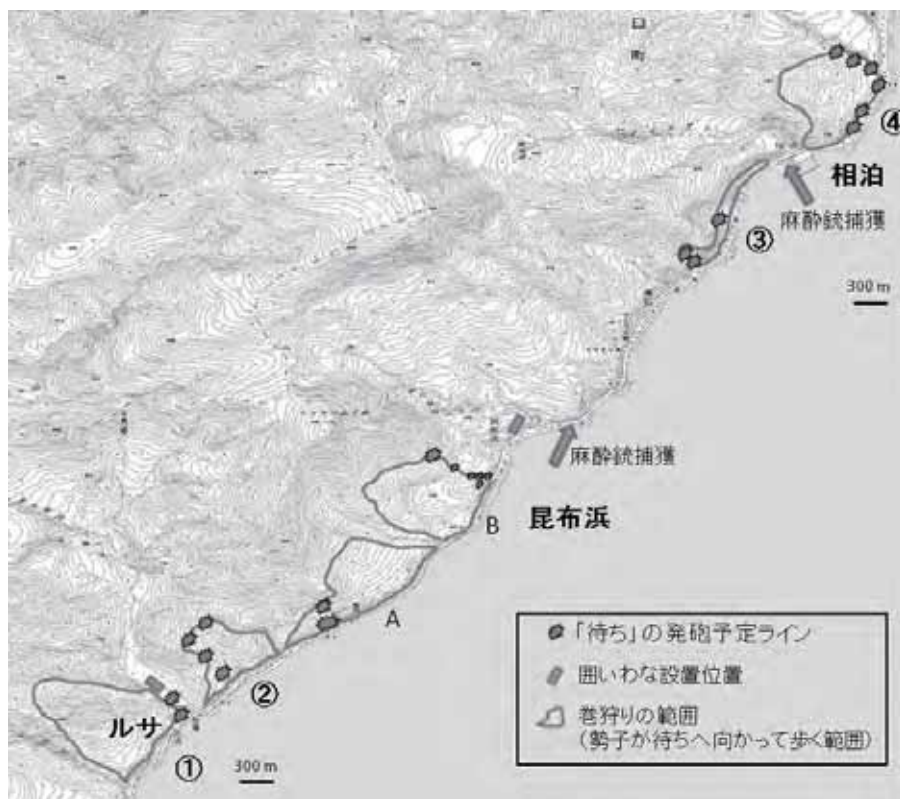 口
町
④
相泊
麻酔銃捕獲
③
300 m
麻酔銃捕獲
昆布浜
B
A
②
ルサ
①
300 m
「待ち」の発砲予定ライン
囲いわな設置位置
巻狩りの範囲
(勢子が待ちへ向かって歩く範囲)